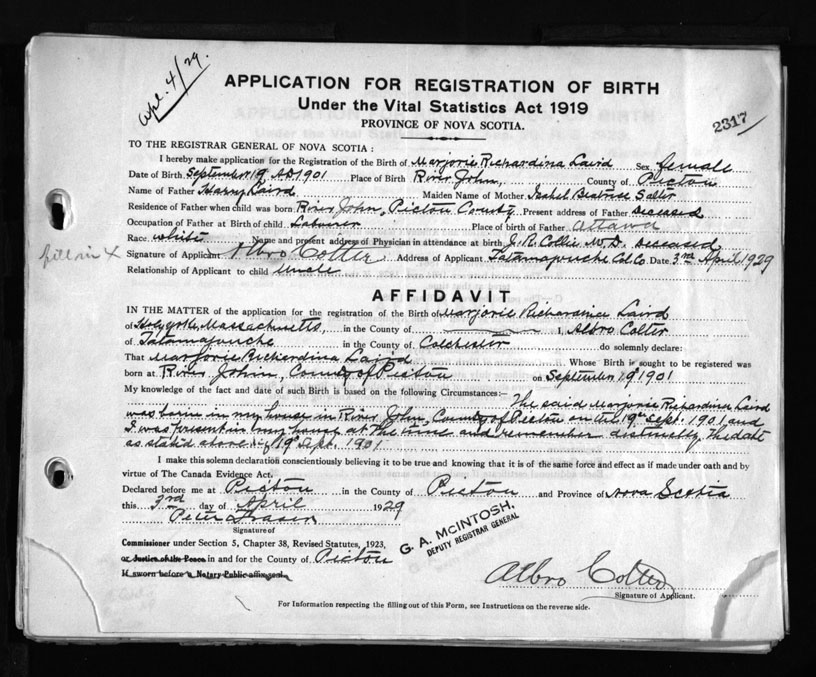 Apl. 4/29.
APPLICATION FOR REGISTRATION OF BIRTH
Under the Vital Statistics Act 1919
PROVINCE OF NOVA SCOTIA.
2317
TO THE REGISTRAR GENERAL OF NOVA SCOTIA:
I hereby make application for the Registration of the Birth of Marjorie Richardina Laird Sex female
Date of Birth September 19 AD 1901 Place of Birth River John, County of Pictou
Name of Father Harry Laird Maiden Name of Mother Isabel Beatrice Salter
Residence of Father when child was born River John, Pictou County Present address of Father deceased
Occupation of Father at Birth of child Labourer Place of birth of Father Ottawa
Race white Name and present address of Physician in attendance at birth J. R. Collie M.D. deceased
fill in X
Signature of Applicant Albro Colter Address of Applicant Tatamagouche Col. Co. Date 3rd April 1929
Relationship of Applicant to child Uncle
AFFIDAVIT
IN THE MATTER of the application for the registration of the Birth of Marjorie Richardina Laird
of Massachusetts, in the County of I, Albro Colter
of Tatamagouche in the County of Colchester do solemnly declare:
That Marjorie Richardina Laird Whose Birth is sought to be registered was
born at River John, County of Pictou on September 19th 1901
My knowledge of the fact and date of such Birth is based on the following Circumstances:— The said Marjorie Richardina Laird
was born in my house in River John, County of Pictou on 19th Sept. 1901 and
I was present in my house at the time and remember distinctly the date
as stated above 19th Sept. 1901
I make this solemn declaration conscientiously believing it to be true and knowing that it is of the same force and effect as if made under oath and by
virtue of The Canada Evidence Act.
Declared before me at Pictou in the County of Pictou and Province of Nova Scotia
this 3rd day of April 1929
Peter Fraser
Signature of
Commissioner under Section 5, Chapter 38, Revised Statutes, 1923,
or Justice of the Peace in and for the County of Pictou
If sworn before a Notary Public affix seal.
G. A. McINTOSH,
DEPUTY REGISTRAR GENERAL
Albro Colter
Signature of Applicant.
For Information respecting the filling out of this Form, see Instructions on the reverse side.